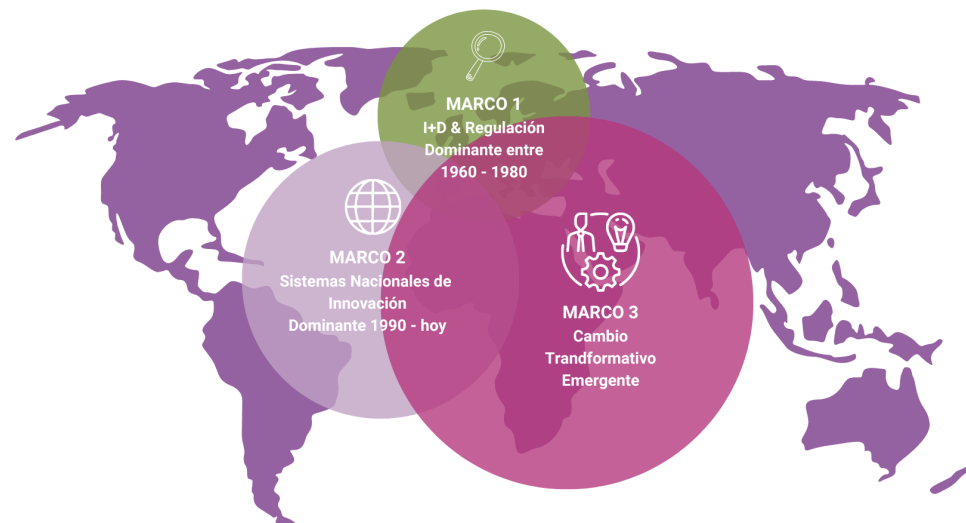 MARCO 1
I+D & Regulación
Dominante entre
1960 - 1980
MARCO 2
Sistemas Nacionales de
Innovación
Dominante 1990 - hoy
MARCO 3
Cambio
Trandformativo
Emergente